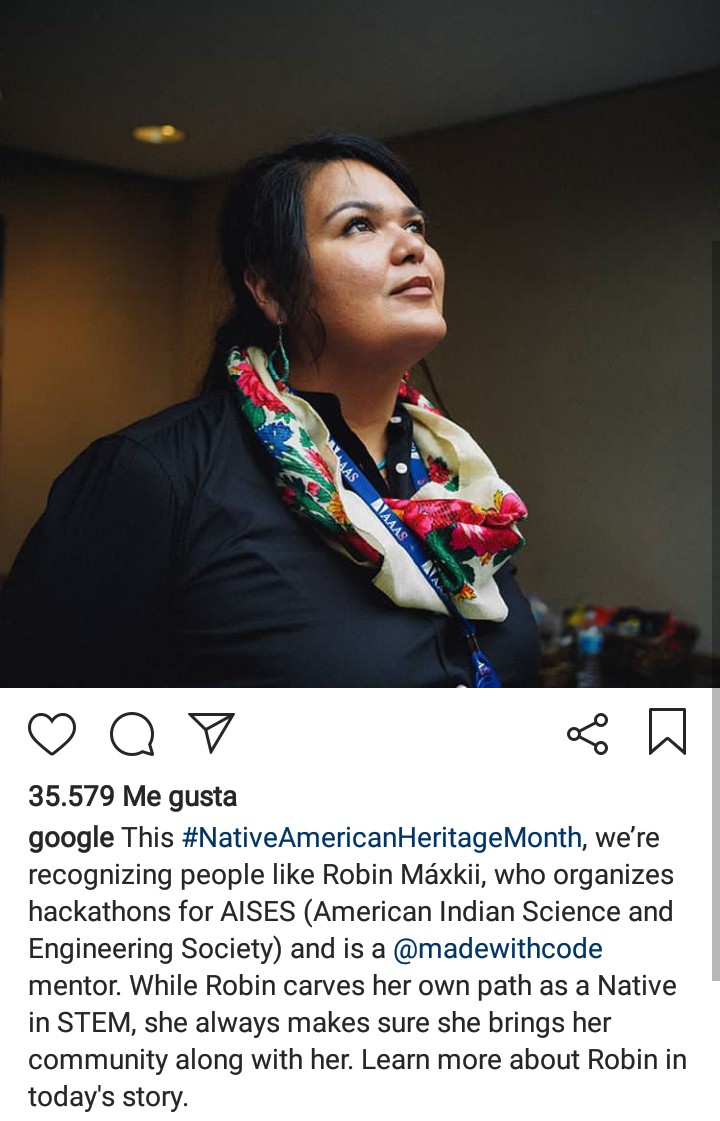 AAAS
AAAS
35.579 Me gusta
google This #NativeAmericanHeritageMonth, we’re
recognizing people like Robin Máxkii, who organizes
hackathons for AISES (American Indian Science and
Engineering Society) and is a @madewithcode
mentor. While Robin carves her own path as a Native
in STEM, she always makes sure she brings her
community along with her. Learn more about Robin in
today's story.